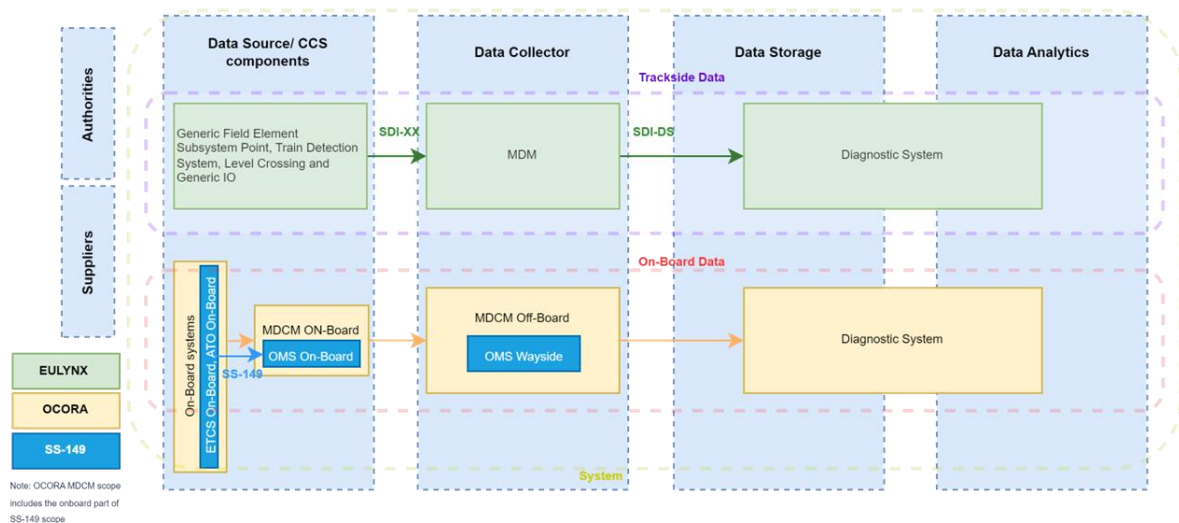 Data Source/ CCS
components
Data Collector
Data Storage
Data Analytics
Trackside Data
Authorities
Generic Field Element
Subsystem Point, Train Detection
System, Level Crossing and
Generic IO
SDI-XX
MDM
SDI-DS
Diagnostic System
Suppliers
On-Board Data
On-Board systems
ETCS On-Board, ATO On-Board
MDCM ON-Board
OMS On-Board
SS-149
MDCM Off-Board
OMS Wayside
Diagnostic System
EULYNX
OCORA
SS-149
System
Note: OCORA MDCM scope
includes the onboard part of
SS-149 scope